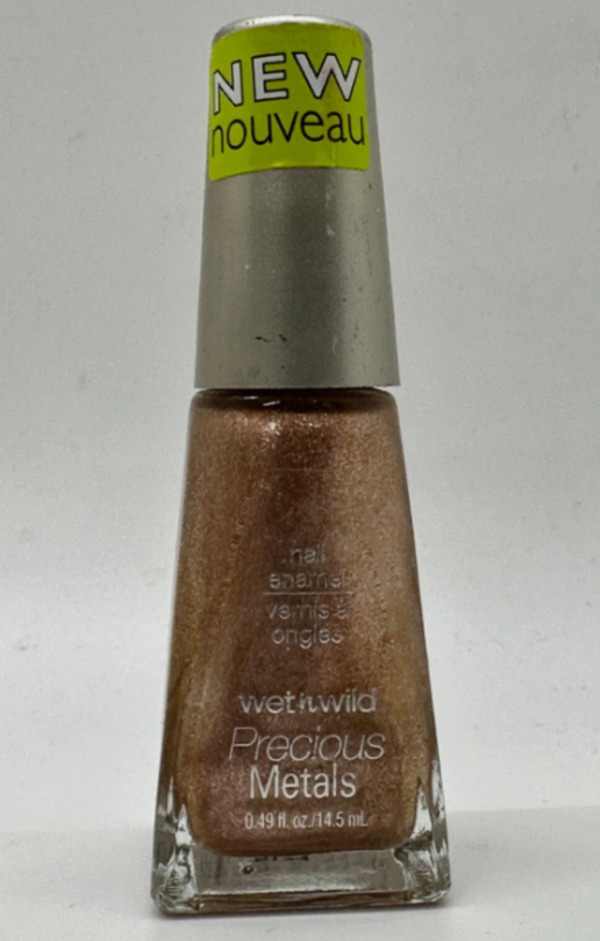 NEW
nouveau
nail
enamel
vernis à
ongles
wet n wild
Precious
Metals
0.49 fl. oz./14.5 mL